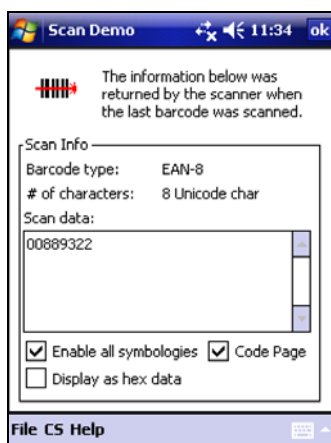 Scan Demo 11:34 ok
The information below was
returned by the scanner when
the last barcode was scanned.
Scan Info
Barcode type: EAN-8
# of characters: 8 Unicode char
Scan data:
00889322
Enable all symbologies Code Page
Display as hex data
File CS Help